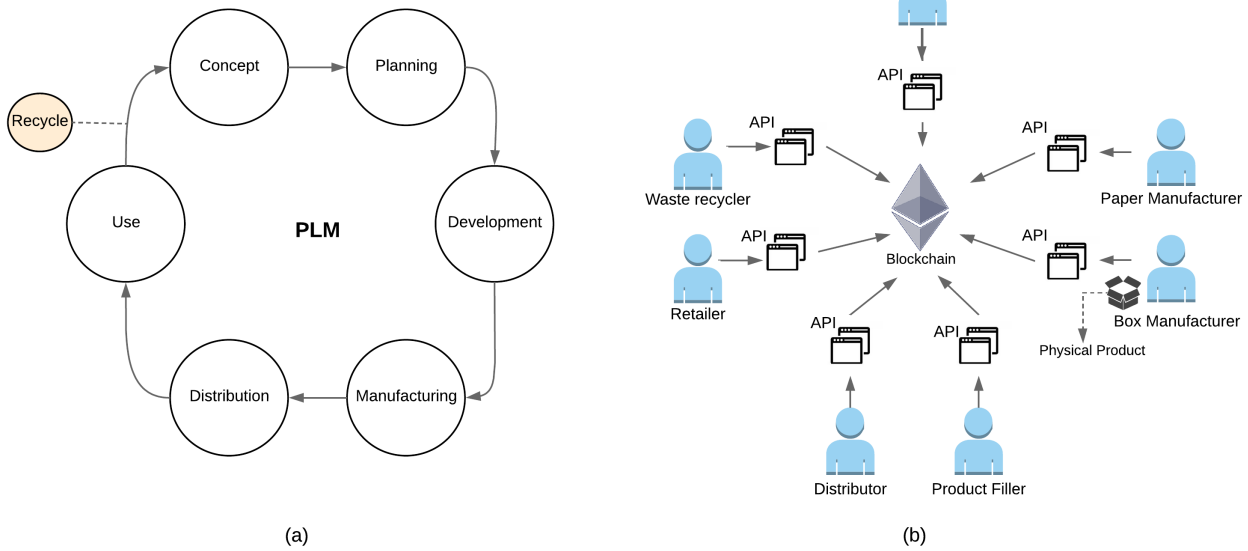 Concept
Planning
Recycle
Use
PLM
Development
Distribution
Manufacturing
(a)
API
API
API
Waste recycler
Paper Manufacturer
API
API
Blockchain
Retailer
Box Manufacturer
API
API
Physical Product
Distributor
Product Filler
(b)